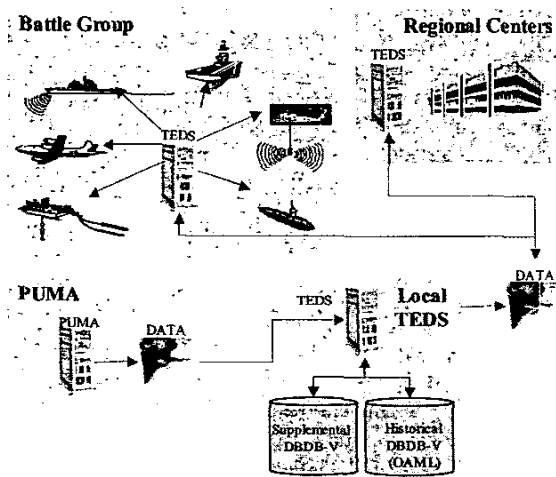 Battle Group
Regional Centers
TEDS
TEDS
DATA
PUMA
TEDS
Local
TEDS
PUMA
DATA
Supplemental
DBDB-V
Historical
DBDB-V
(OAML)